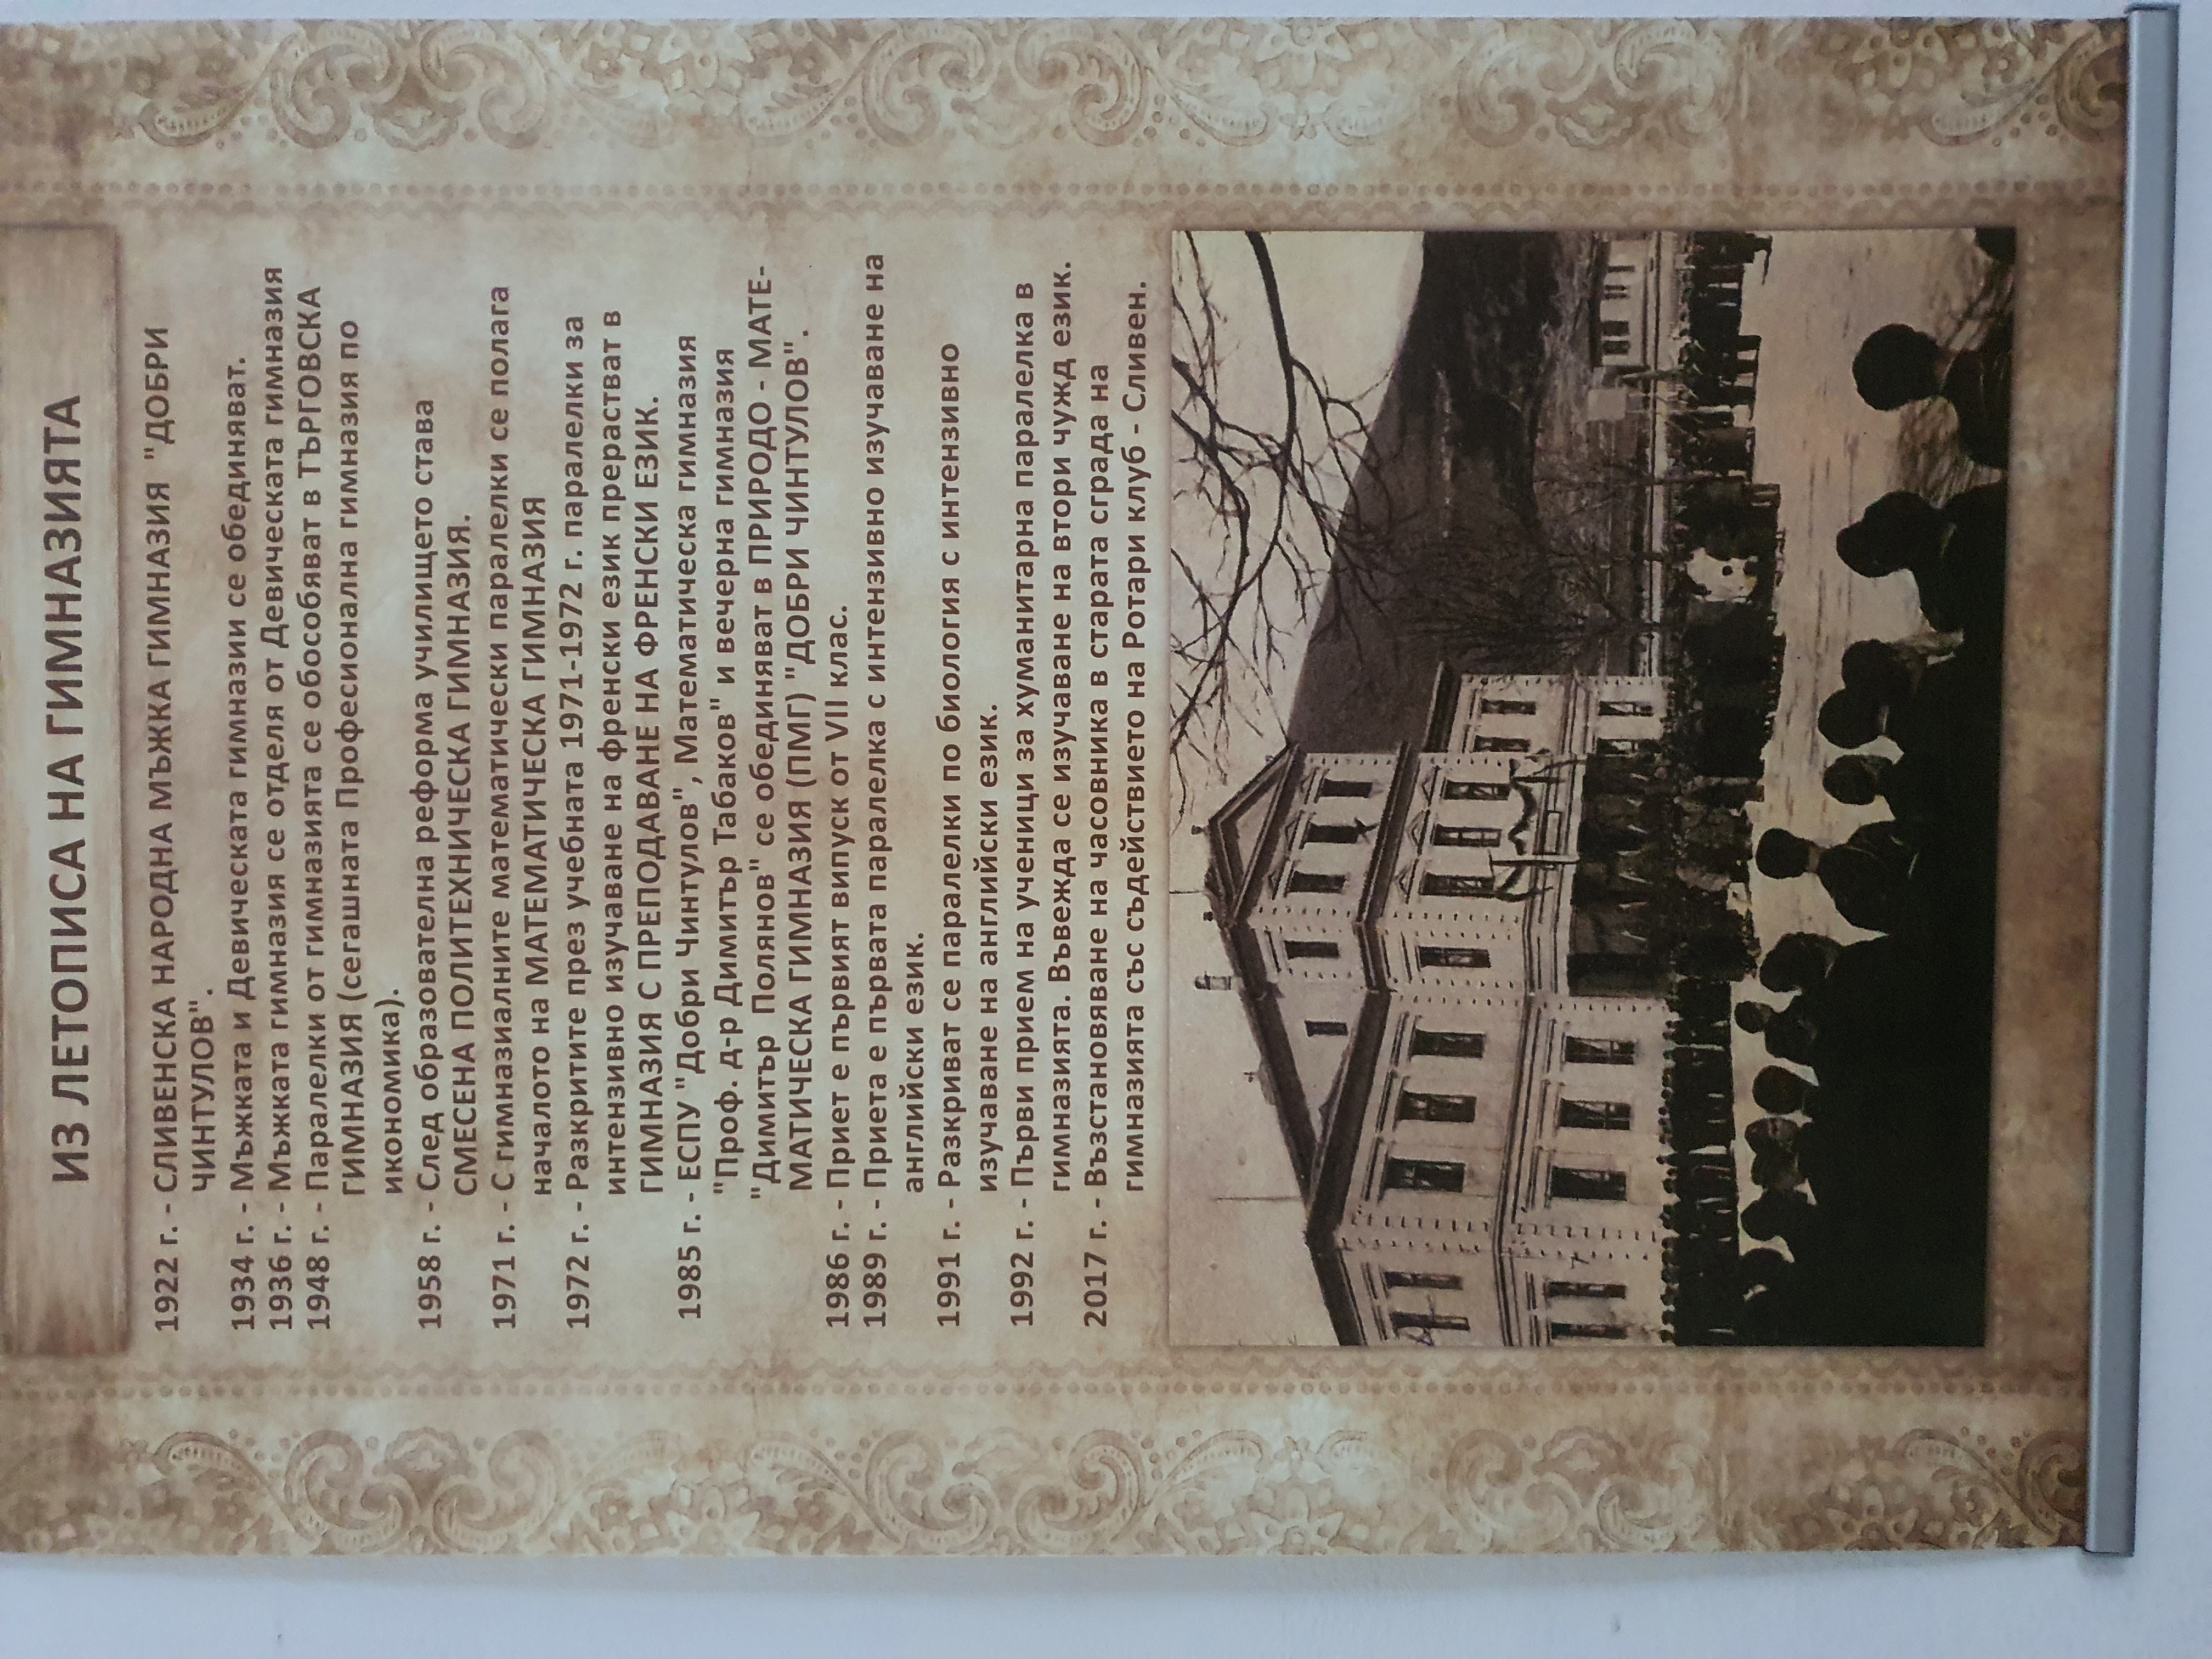 ИЗ ЛЕТОПИСА НА ГИМНАЗИЯТА
1922 г. - СЛИВЕНСКА НАРОДНА МЪЖКА ГИМНАЗИЯ "ДОБРИ
ЧИНТУЛОВ".
1934 г. - Мъжката и Девическата гимназии се обединяват.
1936 г. - Мъжката гимназия се отделя от Девическата гимназия
1948 г. - Паралелки от гимназията се обособяват в ТЪРГОВСКА
ГИМНАЗИЯ (сегашната Професионална гимназия по
икономика).
1958 г. - След образователна реформа училището става
СМЕСЕНА ПОЛИТЕХНИЧЕСКА ГИМНАЗИЯ.
1971 г. - С гимназиалните математически паралелки се полага
началото на МАТЕМАТИЧЕСКА ГИМНАЗИЯ
1972 г. - Разкритите през учебната 1971-1972 г. паралелки за
интензивно изучаване на френски език прерастват в
ГИМНАЗИЯ С ПРЕПОДАВАНЕ НА ФРЕНСКИ ЕЗИК.
1985 г. - ЕСПУ "Добри Чинтулов", Математическа гимназия
"Проф. д-р Димитър Табаков" и вечерна гимназия
"Димитър Полянов" се обединяват в ПРИРОДО - МАТЕ-
МАТИЧЕСКА ГИМНАЗИЯ (ПМГ) "ДОБРИ ЧИНТУЛОВ".
1986 г. - Приет е първият випуск от VII клас.
1989 г. - Приета е първата паралелка с интензивно изучаване на
английски език.
1991 г. - Разкриват се паралелки по биология с интензивно
изучаване на английски език.
1992 г. - Първи прием на ученици за хуманитарна паралелка в
гимназията. Въвежда се изучаване на втори чужд език.
2017 г. - Възстановяване на часовника в старата сграда на
гимназията със съдействието на Ротари клуб - Сливен.